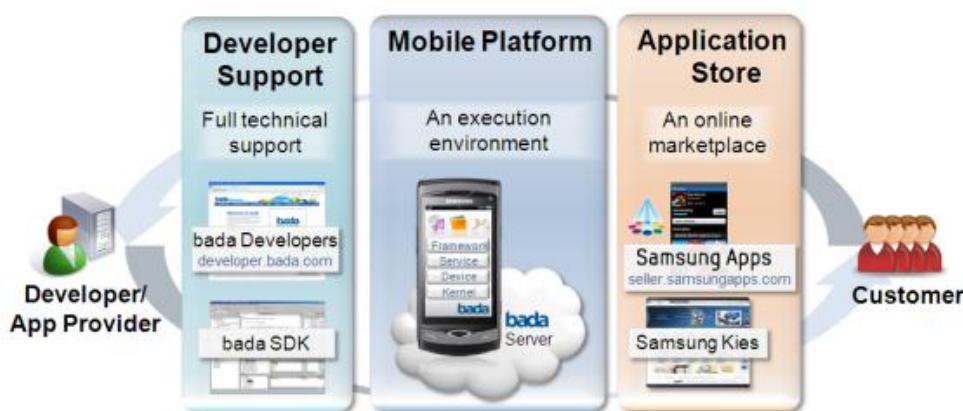 Developer
Support
Full technical
support
bada Developers
developer.bada.com
bada SDK
Mobile Platform
An execution
environment
SAMSUNG
Framework
Service
Device
Kernel
bada
bada
Server
Application
Store
An online
marketplace
Samsung Apps
seller.samsungapps.com
Samsung Kies
Developer/
App Provider
Customer